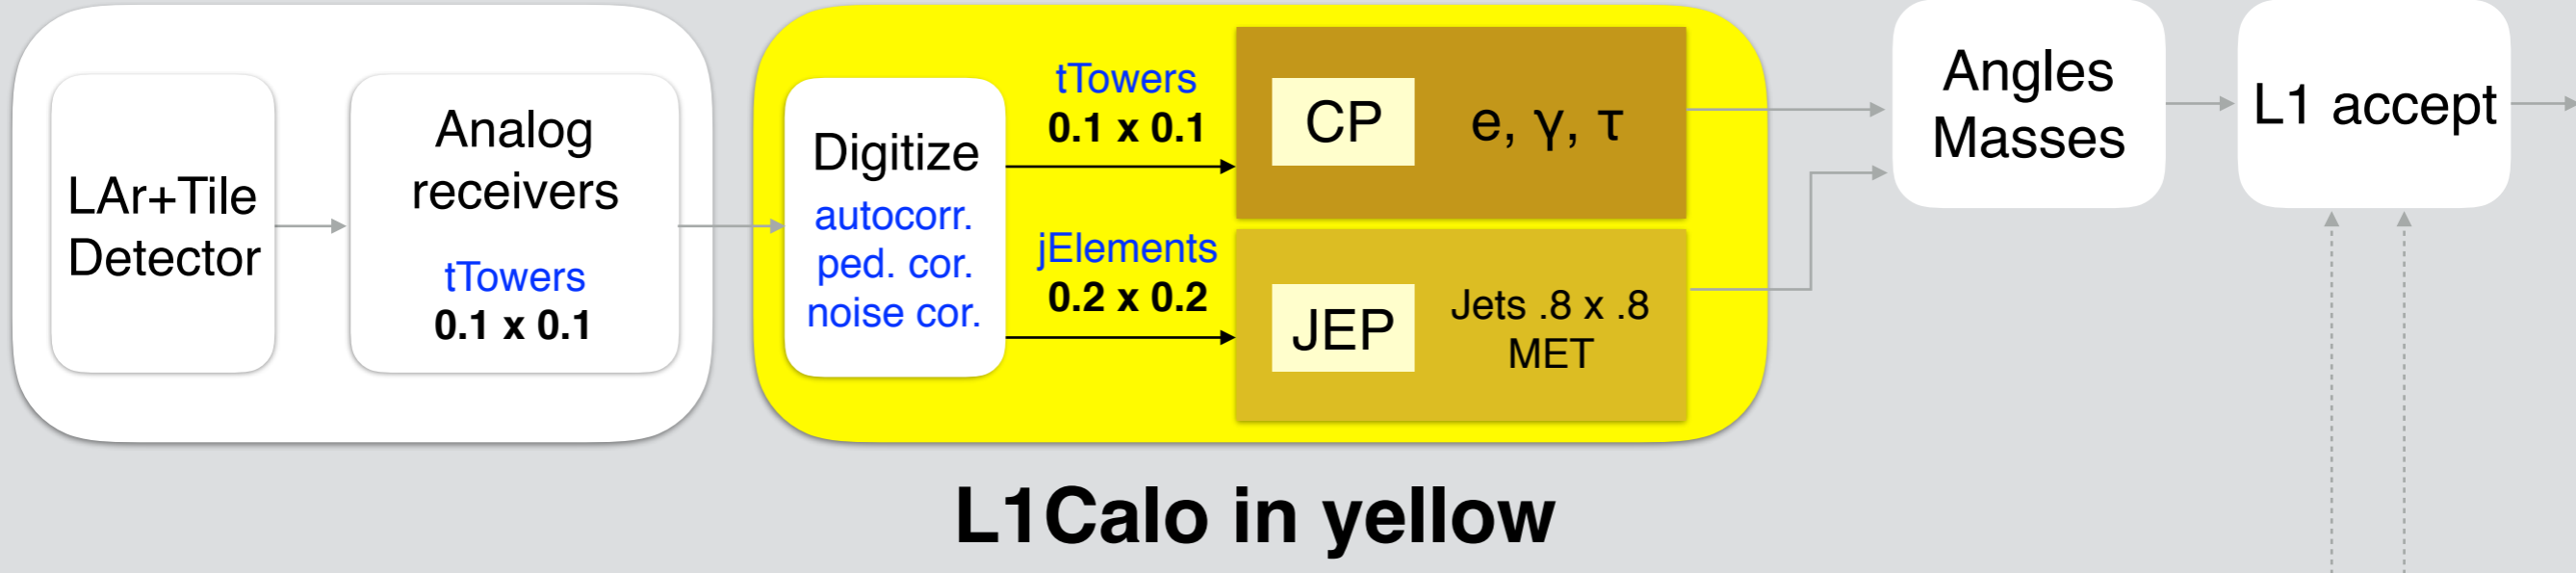 LAr+Tile
Detector
Analog
receivers
tTowers
0.1 x 0.1
Digitize
autocorr.
ped. cor.
noise cor.
tTowers
0.1 x 0.1
jElements
0.2 x 0.2
CP
e, γ, τ
JEP
Jets .8 x .8
MET
Angles
Masses
L1 accept
L1Calo in yellow